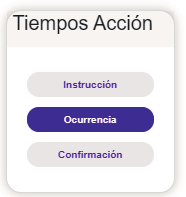 Tiempos Acción
Instrucción
Ocurrencia
Confirmación